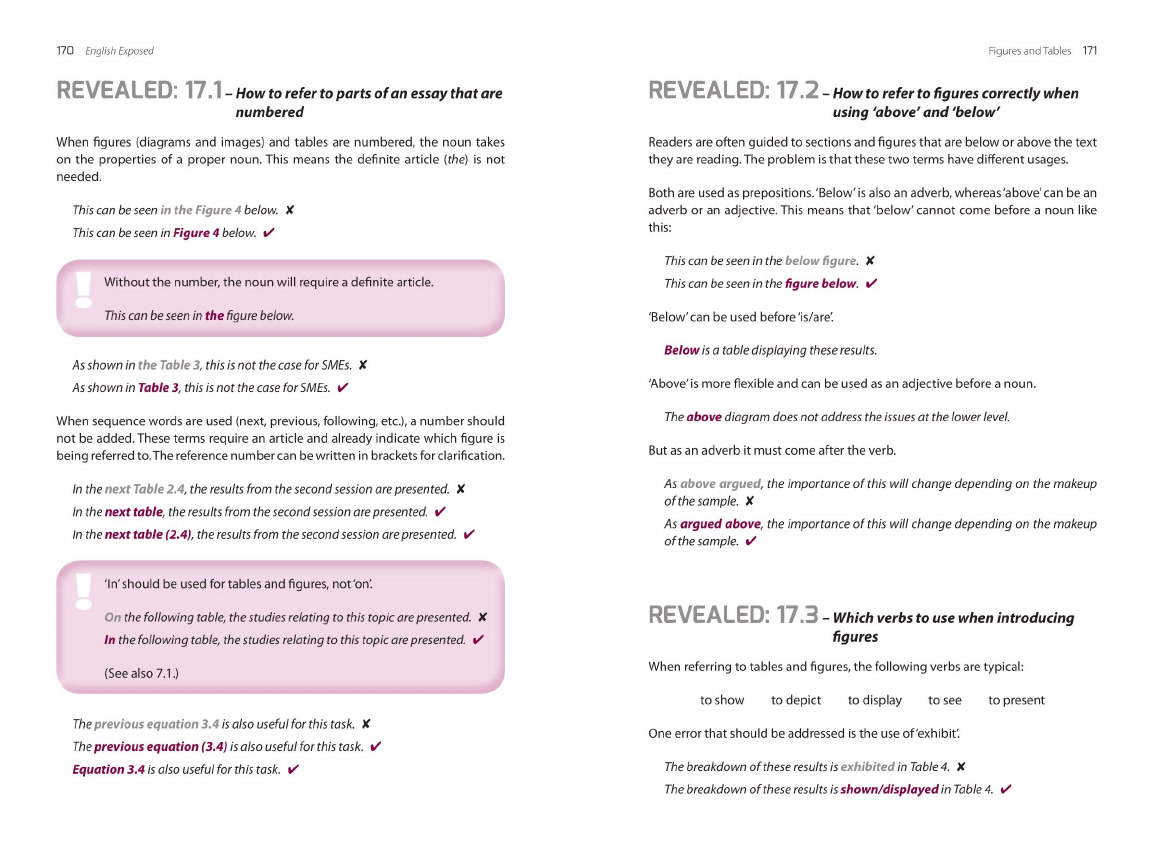 170 English Exposed
REVEALED: 17.1 – How to refer to parts of an essay that are
numbered
When figures (diagrams and images) and tables are numbered, the noun takes
on the properties of a proper noun. This means the definite article (the) is not
needed.
This can be seen in the Figure 4 below. ✘
This can be seen in Figure 4 below. ✔
! Without the number, the noun will require a definite article.
This can be seen in the figure below.
As shown in the Table 3, this is not the case for SMEs. ✘
As shown in Table 3, this is not the case for SMEs. ✔
When sequence words are used (next, previous, following, etc.), a number should
not be added. These terms require an article and already indicate which figure is
being referred to. The reference number can be written in brackets for clarification.
In the next Table 2.4, the results from the second session are presented. ✘
In the next table, the results from the second session are presented. ✔
In the next table (2.4), the results from the second session are presented. ✔
! ‘In’ should be used for tables and figures, not ‘on’.
On the following table, the studies relating to this topic are presented. ✘
In the following table, the studies relating to this topic are presented. ✔
(See also 7.1.)
The previous equation 3.4 is also useful for this task. ✘
The previous equation (3.4) is also useful for this task. ✔
Equation 3.4 is also useful for this task. ✔
Figures and Tables 171
REVEALED: 17.2 – How to refer to figures correctly when
using ‘above’ and ‘below’
Readers are often guided to sections and figures that are below or above the text
they are reading. The problem is that these two terms have different usages.
Both are used as prepositions. ‘Below’ is also an adverb, whereas ‘above’ can be an
adverb or an adjective. This means that ‘below’ cannot come before a noun like
this:
This can be seen in the below figure. ✘
This can be seen in the figure below. ✔
‘Below’ can be used before ‘is/are’.
Below is a table displaying these results.
‘Above’ is more flexible and can be used as an adjective before a noun.
The above diagram does not address the issues at the lower level.
But as an adverb it must come after the verb.
As above argued, the importance of this will change depending on the makeup
of the sample. ✘
As argued above, the importance of this will change depending on the makeup
of the sample. ✔
REVEALED: 17.3 – Which verbs to use when introducing
figures
When referring to tables and figures, the following verbs are typical:
to show to depict to display to see to present
One error that should be addressed is the use of ‘exhibit’.
The breakdown of these results is exhibited in Table 4. ✘
The breakdown of these results is shown/displayed in Table 4. ✔